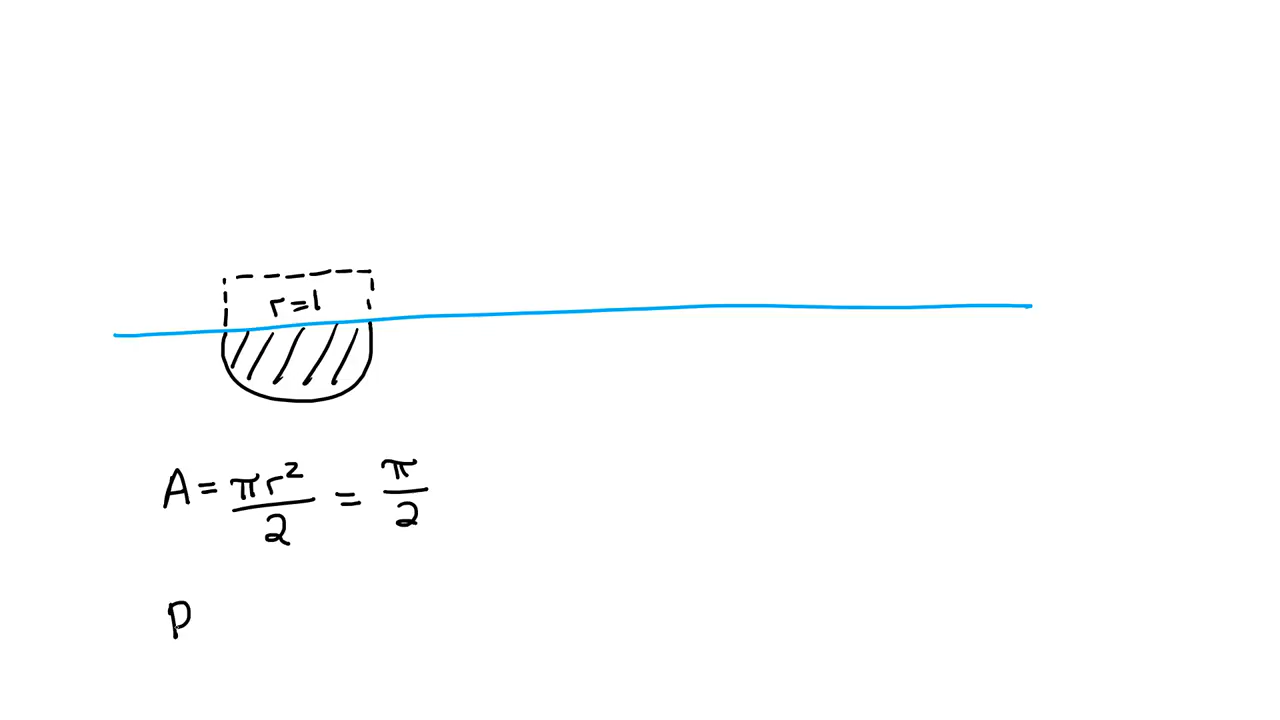 r=1
A = πr²/2 = π/2
P